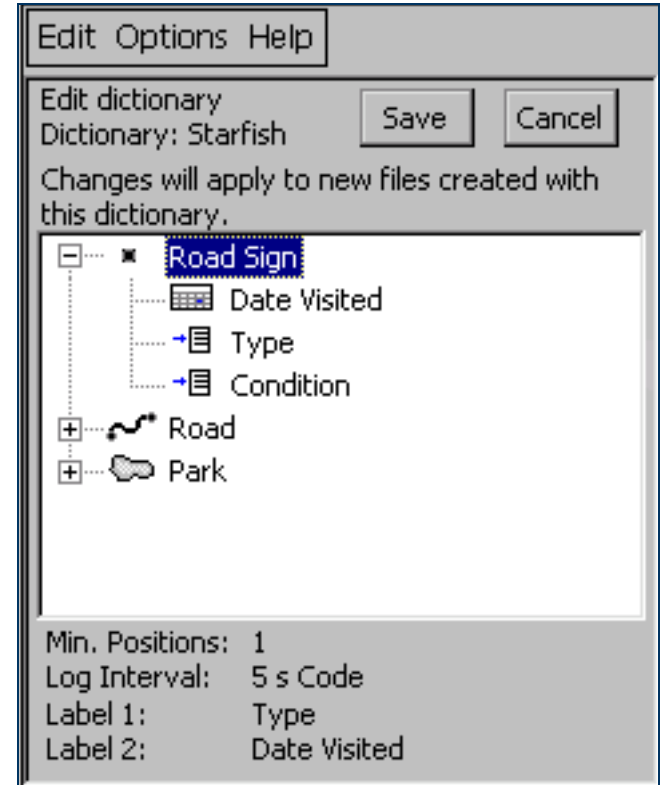 Edit Options Help
Edit dictionary
Dictionary: Starfish
Save
Cancel
Changes will apply to new files created with
this dictionary.
Road Sign
Date Visited
Type
Condition
Road
Park
Min. Positions: 1
Log Interval: 5 s Code
Label 1: Type
Label 2: Date Visited